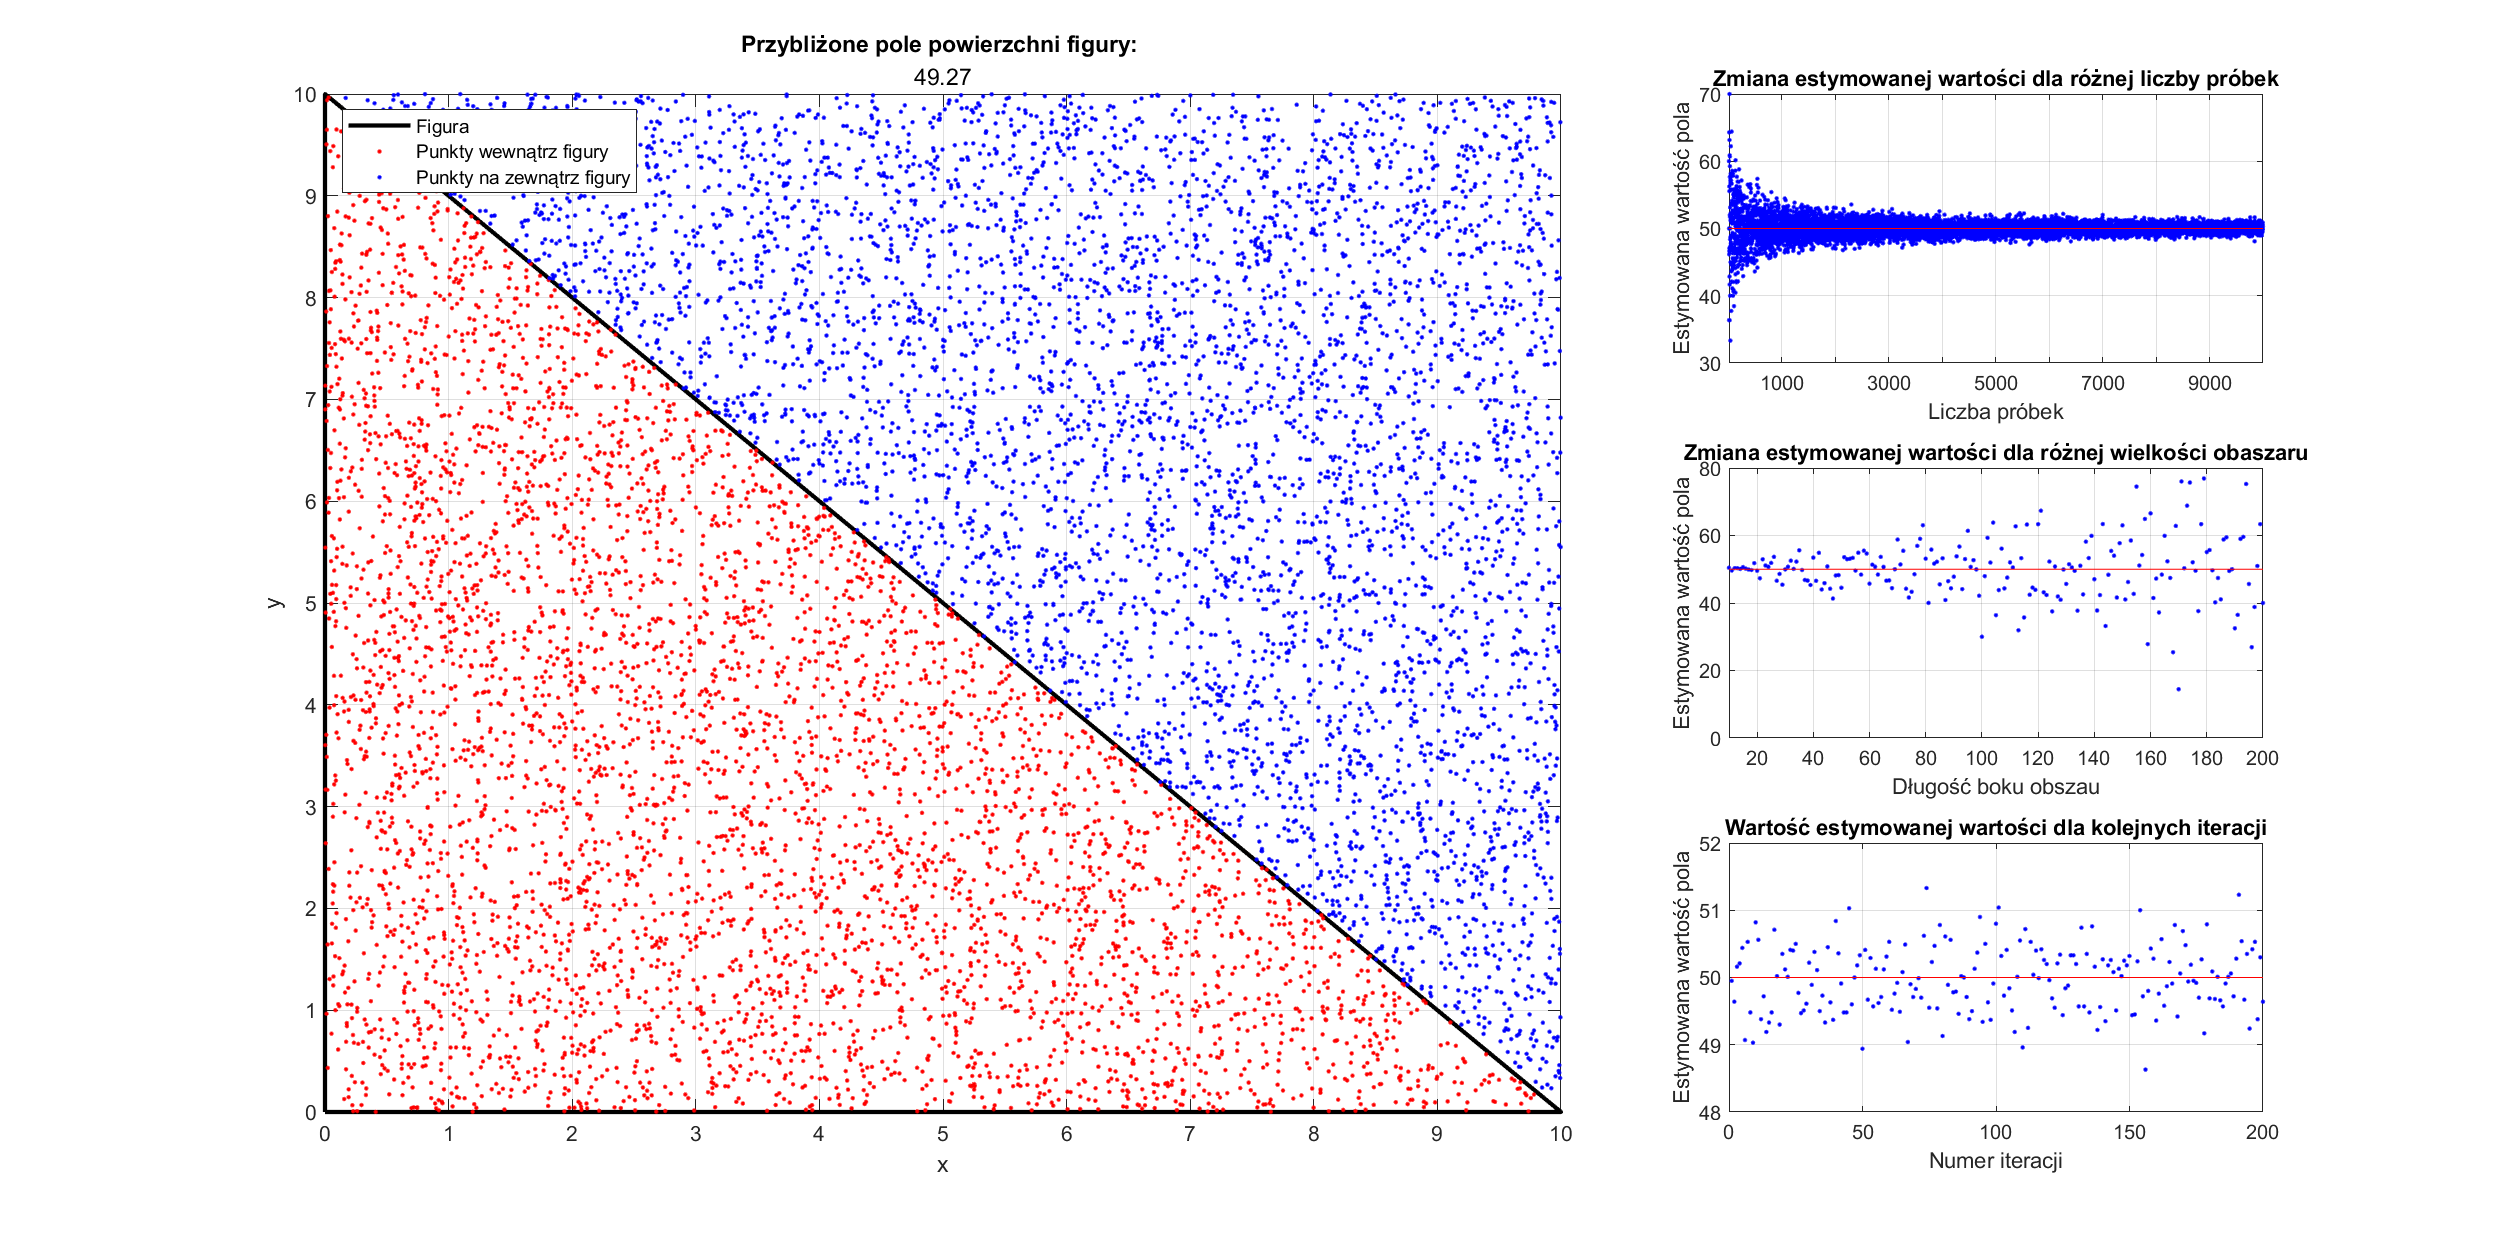 Przybliżone pole powierzchni figury:
49.27
Figura
Punkty wewnątrz figury
Punkty na zewnątrz figury
10
9
8
7
6
5
4
3
2
1
0
y
0 1 2 3 4 5 6 7 8 9 10
x
Zmiana estymowanej wartości dla różnej liczby próbek
Estymowana wartość pola
70
60
50
40
30
1000 3000 5000 7000 9000
Liczba próbek
Zmiana estymowanej wartości dla różnej wielkości obaszaru
Estymowana wartość pola
80
60
40
20
0
20 40 60 80 100 120 140 160 180 200
Długość boku obszau
Wartość estymowanej wartości dla kolejnych iteracji
Estymowana wartość pola
52
51
50
49
48
0 50 100 150 200
Numer iteracji